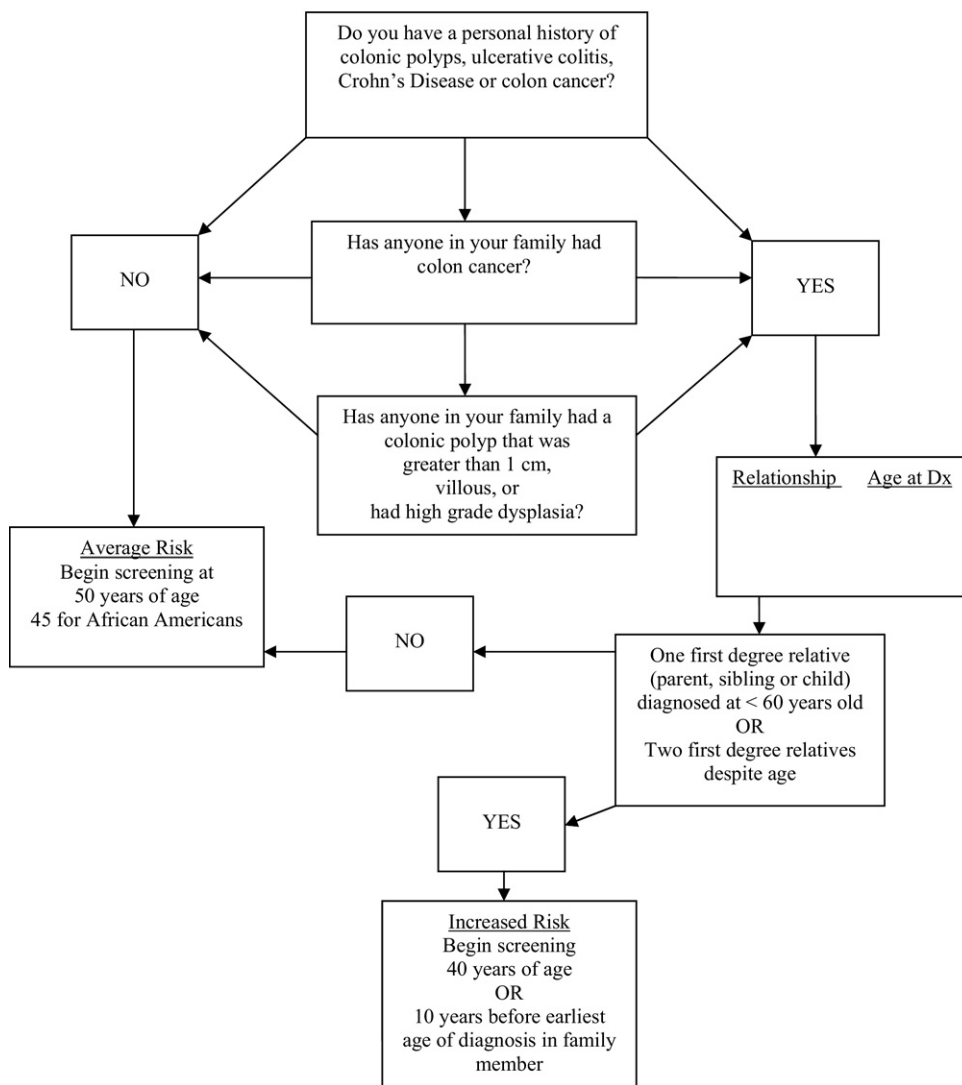 Do you have a personal history of
colonic polyps, ulcerative colitis,
Crohn’s Disease or colon cancer?
Has anyone in your family had
colon cancer?
NO
YES
Has anyone in your family had a
colonic polyp that was
greater than 1 cm,
villous, or
had high grade dysplasia?
Relationship Age at Dx
Average Risk
Begin screening at
50 years of age
45 for African Americans
NO
One first degree relative
(parent, sibling or child)
diagnosed at < 60 years old
OR
Two first degree relatives
despite age
YES
Increased Risk
Begin screening
40 years of age
OR
10 years before earliest
age of diagnosis in family
member